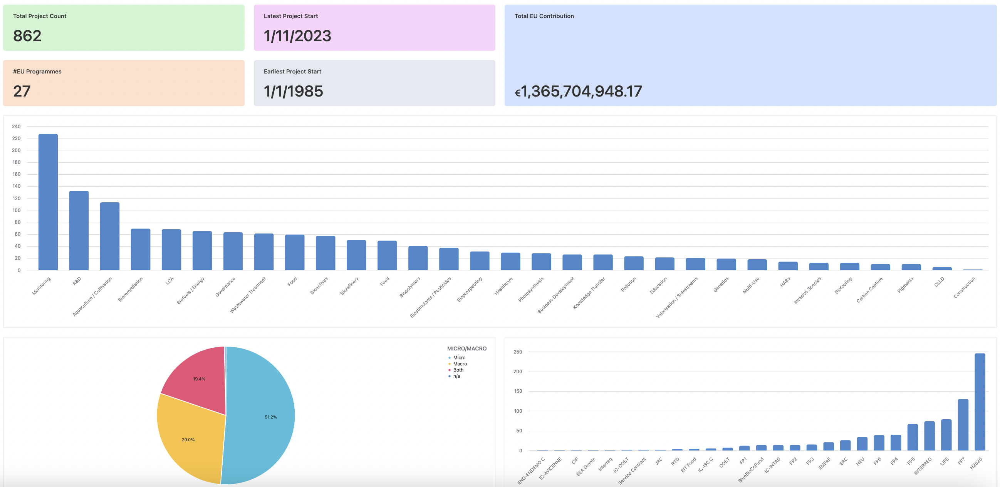 Total Project Count
862
Latest Project Start
1/11/2023
Total EU Contribution
€1,365,704,948.17
#EU Programmes
27
Earliest Project Start
1/1/1985
240
220
200
180
160
140
120
100
80
60
40
20
0
Monitoring
R&D
Aquaculture / Cultivation
Bioremediation
LCA
Biofuels / Energy
Governance
Wastewater Treatment
Food
Bioactives
Biorefinery
Feed
Biopolymers
Biostimulants / Pesticides
Bioprospecting
Healthcare
Photosynthesis
Business Development
Knowledge Transfer
Pollution
Education
Valorisation / Sidestreams
Genetics
Multi-Use
HABs
Invasive Species
Biofouling
Carbon Capture
Pigments
CLLD
Construction
MICRO/MACRO
Micro
Macro
Both
n/a
19.4%
51.2%
29.0%
250
200
150
100
50
0
ENG-ENDEMO C
IC-AVICENNE
CIP
EEA Grants
Interreg
IC-COST
Service Contract
JRC
RTD
EIT Food
IC-ISC C
COST
FP1
BlueBioCoFund
IC-INTAS
FP2
FP3
EMFAF
ERC
HEU
FP6
FP4
FP5
INTERREG
LIFE
FP7
H2020